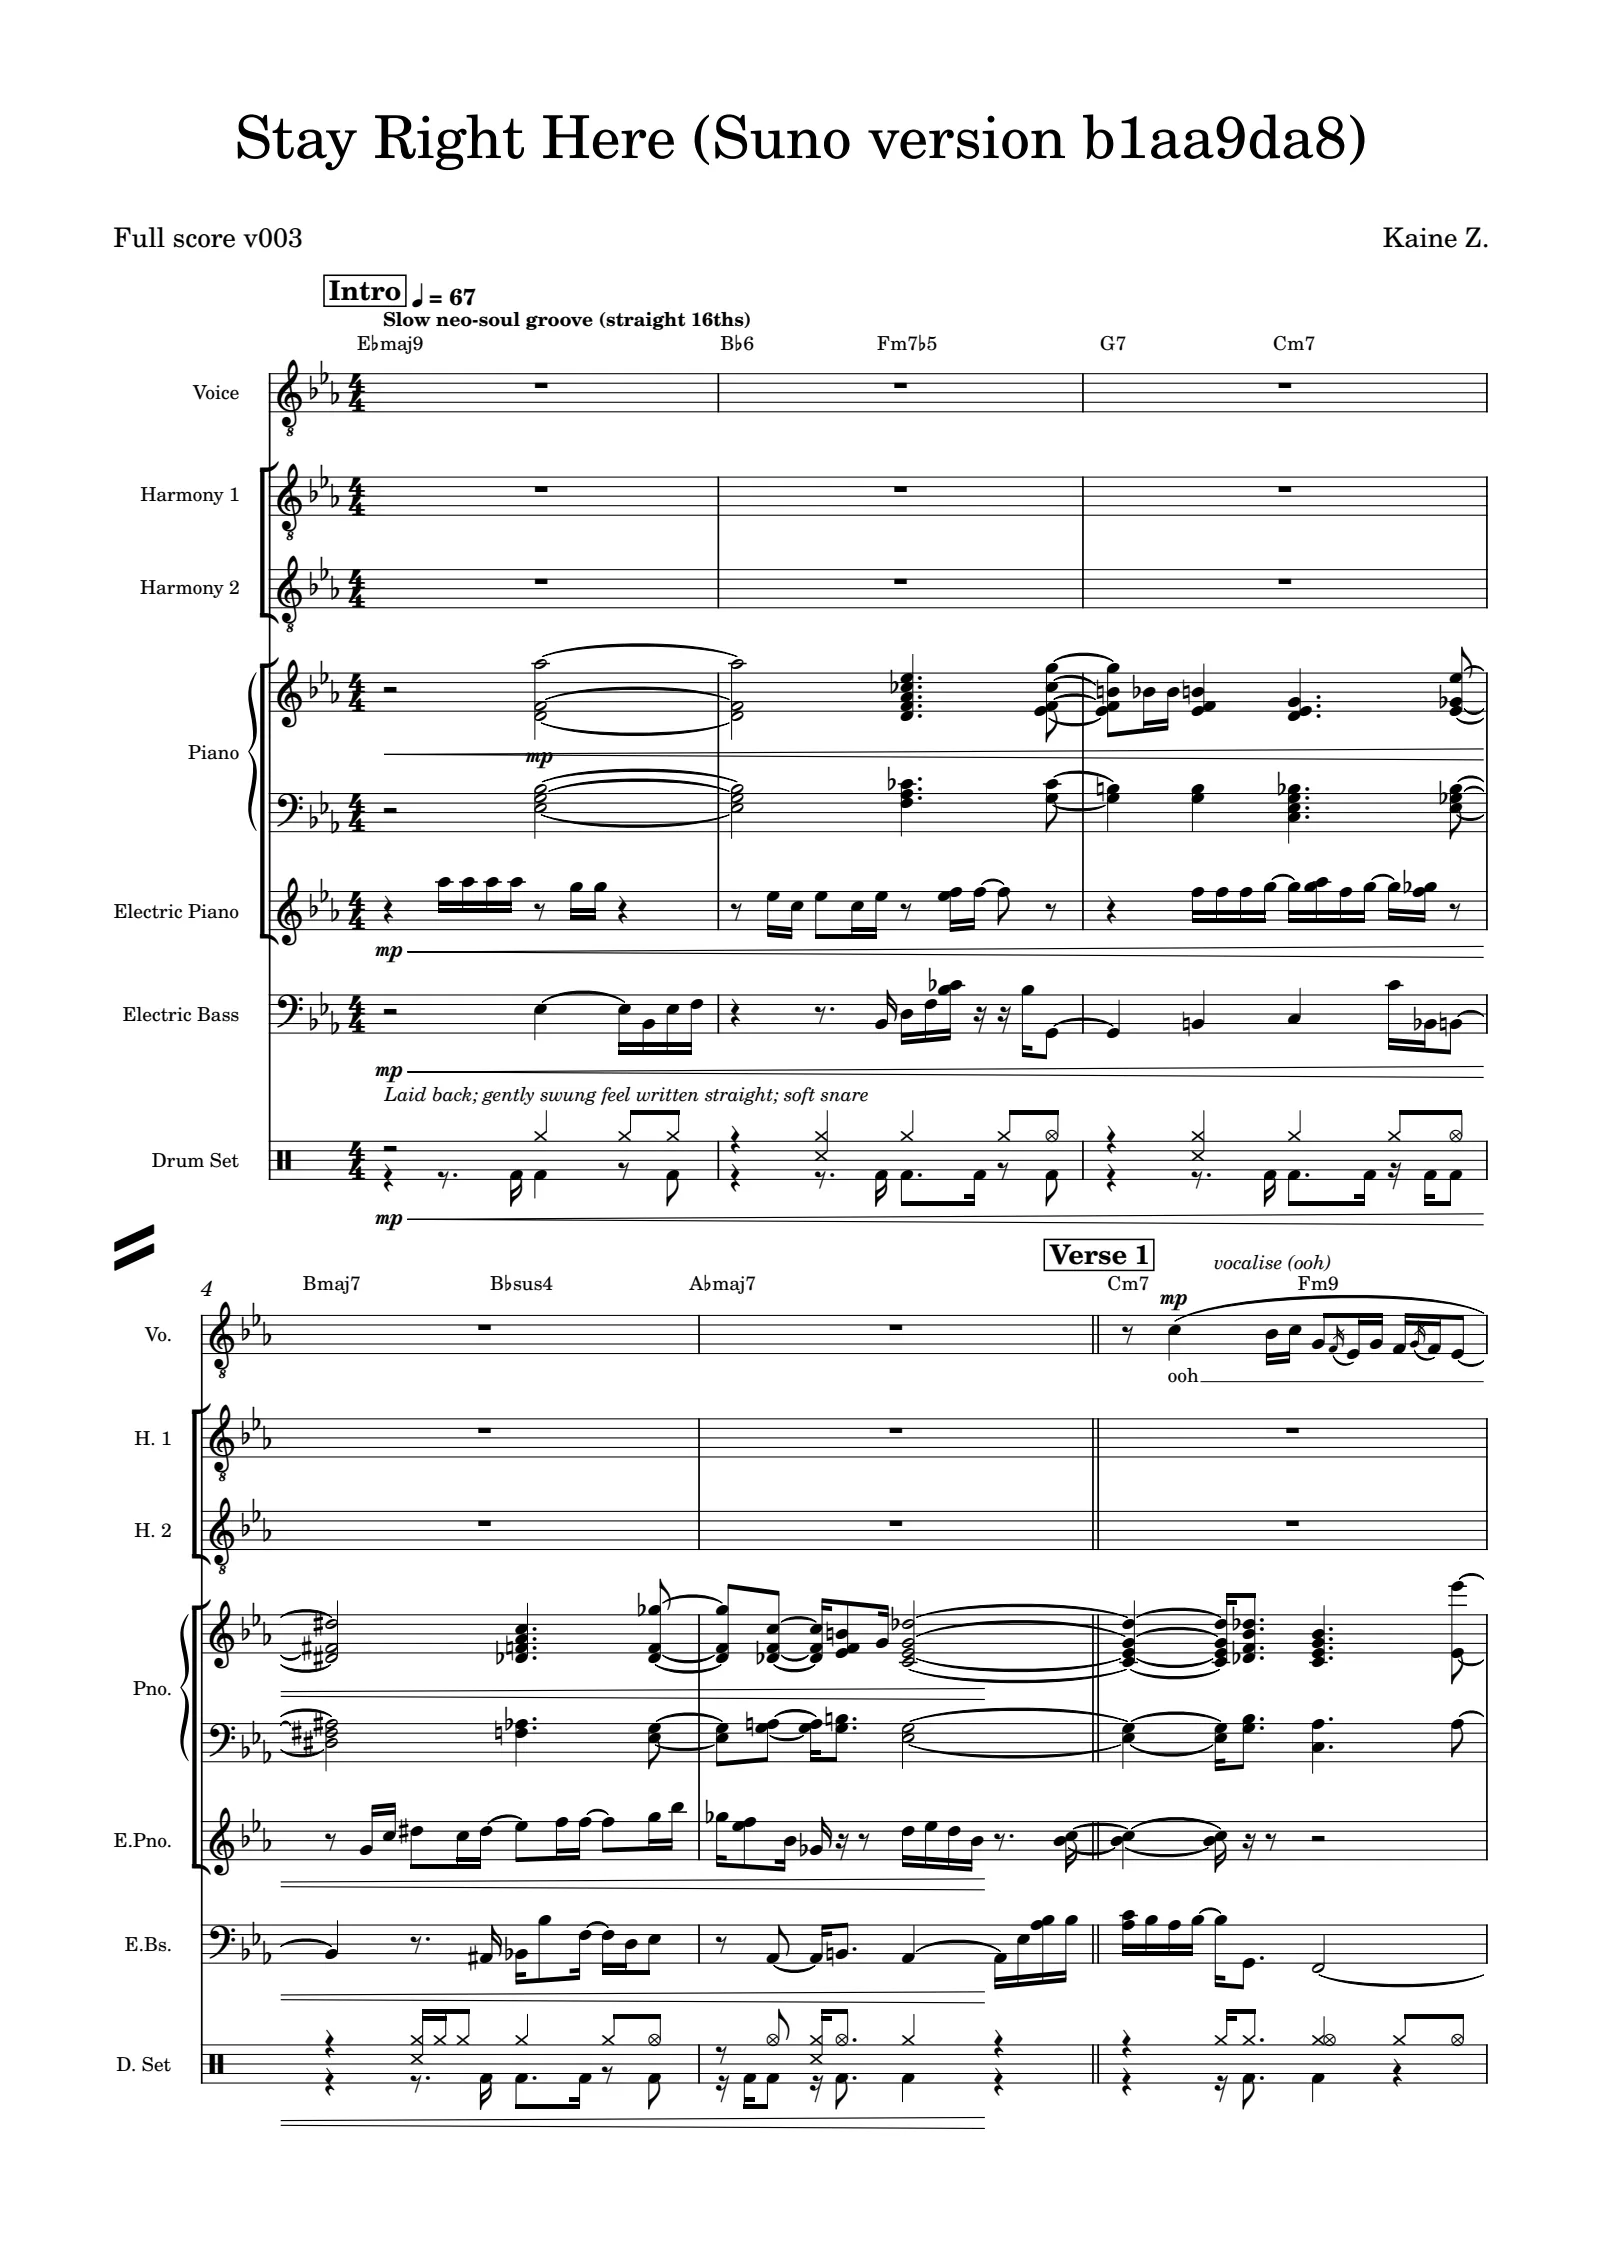 Stay Right Here (Suno version b1aa9da8)
Full score v003
Kaine Z.
Intro ♩ = 67
Slow neo-soul groove (straight 16ths)
E♭maj9 B♭6 Fm7♭5 G7 Cm7
Voice
Harmony 1
Harmony 2
Piano
mp
Electric Piano
mp
Electric Bass
mp
Laid back; gently swung feel written straight; soft snare
Drum Set
mp
Verse 1
vocalise (ooh)
4
Bmaj7 B♭sus4 A♭maj7 Cm7 Fm9
mp
Vo.
ooh
H. 1
H. 2
Pno.
E.Pno.
E.Bs.
D. Set